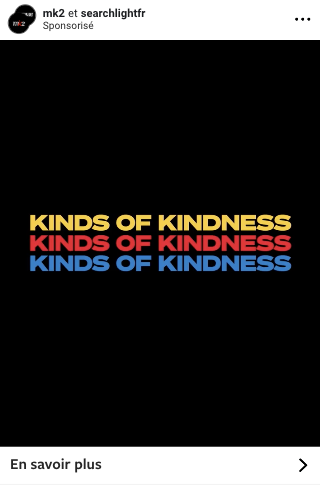 mk2 et searchlightfr
Sponsorisé
KINDS OF KINDNESS
KINDS OF KINDNESS
KINDS OF KINDNESS
En savoir plus